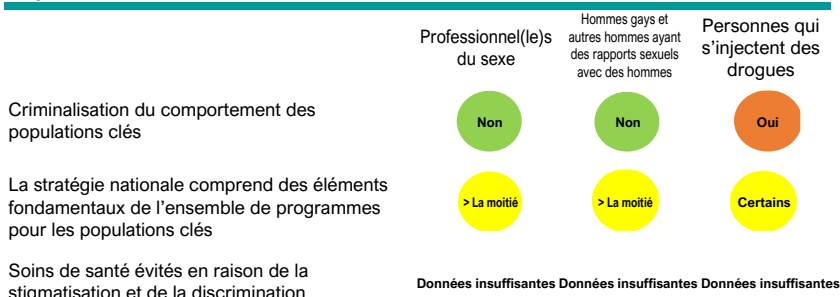 Professionnel(le)s
du sexe
Hommes gays et
autres hommes ayant
des rapports sexuels
avec des hommes
Personnes qui
s'injectent des
drogues
Criminalisation du comportement des
populations clés
Non
Non
Oui
La stratégie nationale comprend des éléments
fondamentaux de l'ensemble de programmes
pour les populations clés
> La moitié
> La moitié
Certains
Soins de santé évités en raison de la
stigmatisation et de la discrimination
Données insuffisantes Données insuffisantes Données insuffisantes